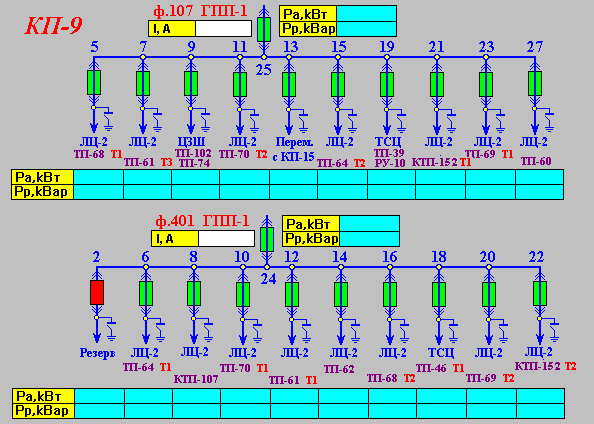 КП-9
ф.107 ГПП-1
I, А
Ра,кВт
Рр,кВар
5 7 9 11 25 13 15 19 21 23 27
ЛЦ-2 ЛЦ-2 ЦЗШ ЛЦ-2 Перем. с КП-15 ЛЦ-2 ТСЦ ЛЦ-2 ЛЦ-2 ЛЦ-2
ТП-68 Т1 ТП-61 Т3 ТП-102 ТП-74 ТП-70 Т2 ТП-64 Т2 ТП-39 РУ-10 КТП-152 Т1 ТП-69 Т1 ТП-60
Ра,кВт
Рр,кВар
ф.401 ГПП-1
I, А
Ра,кВт
Рр,кВар
2 6 8 10 24 12 14 16 18 20 22
Резерв ЛЦ-2 ЛЦ-2 ЛЦ-2 ЛЦ-2 ЛЦ-2 ЛЦ-2 ТСЦ ЛЦ-2 ЛЦ-2
ТП-64 Т1 КТП-107 ТП-70 Т1 ТП-61 Т1 ТП-62 ТП-68 Т2 ТП-46 Т1 ТП-69 Т2 КТП-152 Т2
Ра,кВт
Рр,кВар